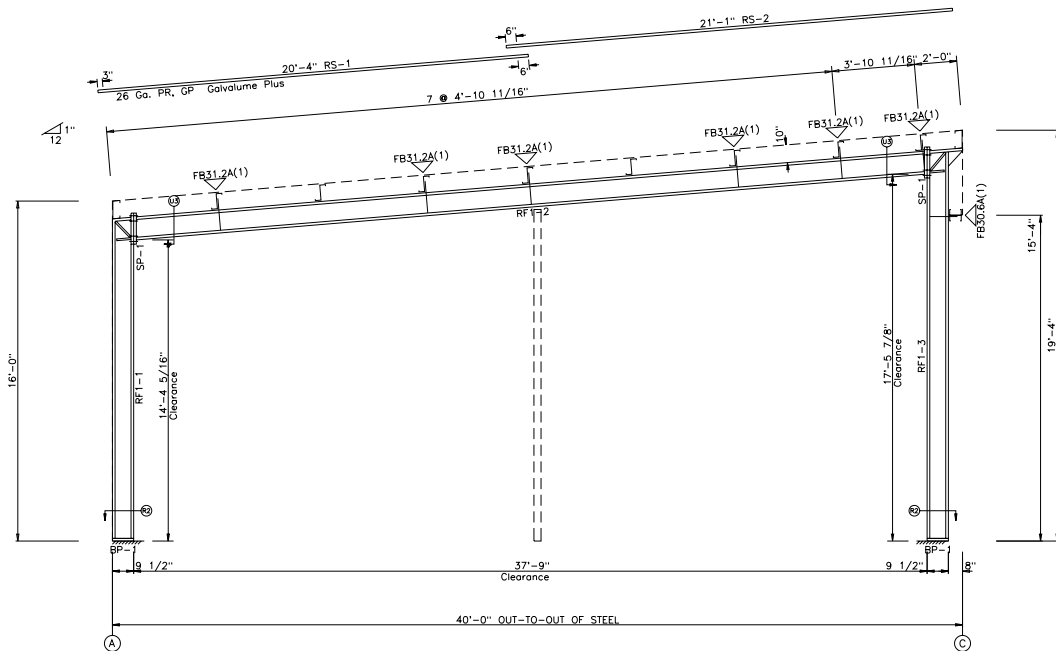 21'-1" RS-2
6"
20'-4" RS-1
6"
3"
26 Ga. PR, GP Galvalume Plus
3'-10 11/16"
2'-0"
7 @ 4'-10 11/16"
1"
12
FB31.2A(1)
FB31.2A(1)
FB31.2A(1)
FB31.2A(1)
FB31.2A(1)
FB31.2A(1)
10"
U3
U3
RF1-2
SP-1
SP-1
FB30.6A(1)
16'-0"
RF1-1
14'-4 5/16"
Clearance
17'-5 7/8"
Clearance
RF1-3
15'-4"
19'-4"
R2
R2
BP-1
BP-1
9 1/2"
37'-9"
Clearance
9 1/2"
8"
40'-0" OUT-TO-OUT OF STEEL
A
C